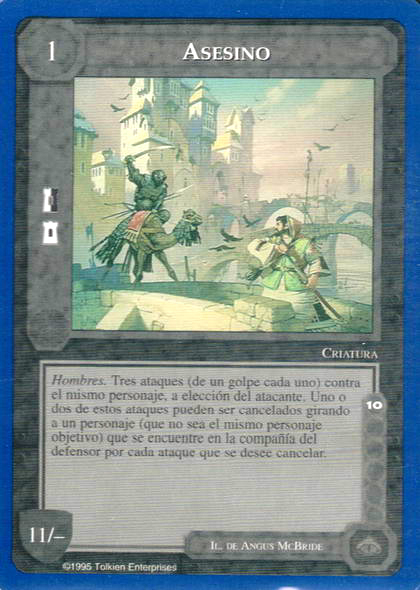 1
ASESINO
CRIATURA
Hombres. Tres ataques (de un golpe cada uno) contra
el mismo personaje, a elección del atacante. Uno o
dos de estos ataques pueden ser cancelados girando
a un personaje (que no sea el mismo personaje
objetivo) que se encuentre en la compañía del
defensor por cada ataque que se desee cancelar.
10
11/–
IL. DE ANGUS MCBRIDE
©1995 Tolkien Enterprises